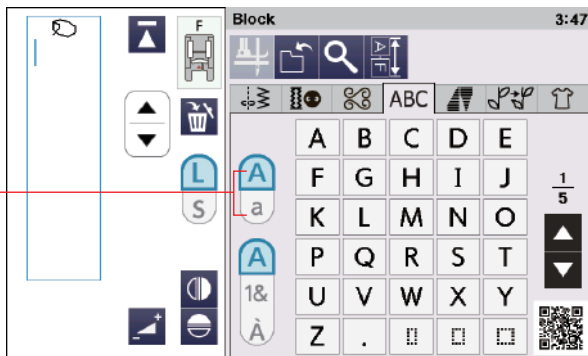 F
Block 3:47
A
F
ABC
L
S
A
a
A
1&
À
A B C D E
F G H I J
K L M N O
P Q R S T
U V W X Y
Z .
1
5